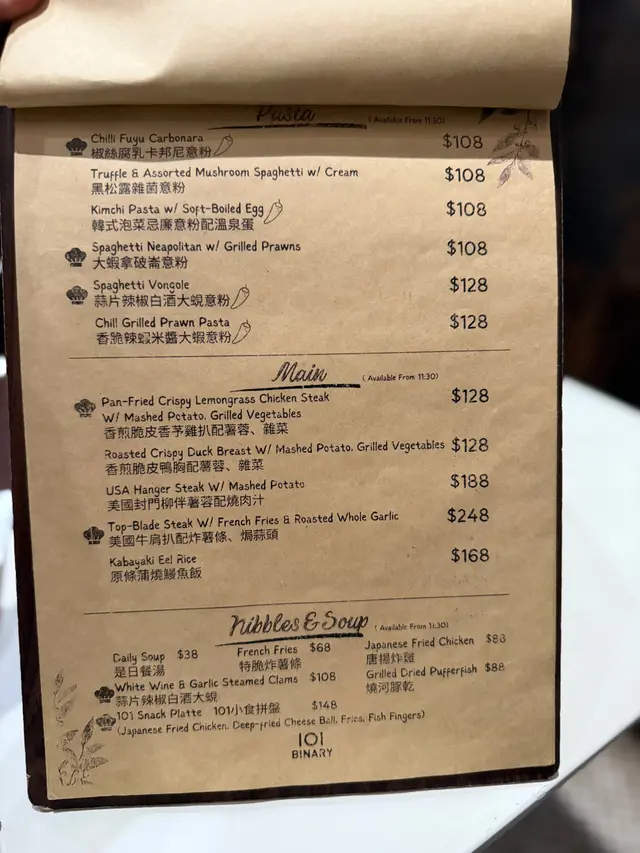 Pasta (Available From 11:30)
Chilli Fuyu Carbonara $108
椒絲腐乳卡邦尼意粉
Truffle & Assorted Mushroom Spaghetti w/ Cream $108
黑松露雜菌意粉
Kimchi Pasta w/ Soft-Boiled Egg $108
韓式泡菜忌廉意粉配溫泉蛋
Spaghetti Neapolitan w/ Grilled Prawns $108
大蝦拿破崙意粉
Spaghetti Vongole $128
蒜片辣椒白酒大蜆意粉
Chill Grilled Prawn Pasta $128
香脆辣蝦米醬大蝦意粉
Main (Available From 11:30)
Pan-Fried Crispy Lemongrass Chicken Steak $128
W/ Mashed Potato, Grilled Vegetables
香煎脆皮香茅雞扒配薯蓉、雜菜
Roasted Crispy Duck Breast W/ Mashed Potato, Grilled Vegetables $128
香煎脆皮鴨胸配薯蓉、雜菜
USA Hanger Steak W/ Mashed Potato $188
美國封門柳伴薯蓉配燒肉汁
Top-Blade Steak W/ French Fries & Roasted Whole Garlic $248
美國牛肩扒配炸薯條、焗蒜頭
Kabayaki Eel Rice $168
原條蒲燒鰻魚飯
Nibbles & Soup (Available From 11:30)
Daily Soup $38
是日餐湯
French Fries $68
特脆炸薯條
Japanese Fried Chicken $88
唐揚炸雞
Grilled Dried Pufferfish $88
燒河豚乾
White Wine & Garlic Steamed Clams $108
蒜片辣椒白酒大蜆
101 Snack Platte 101小食拼盤 $148
(Japanese Fried Chicken, Deep-fried Cheese Ball, Fries, Fish Fingers)
101
BINARY